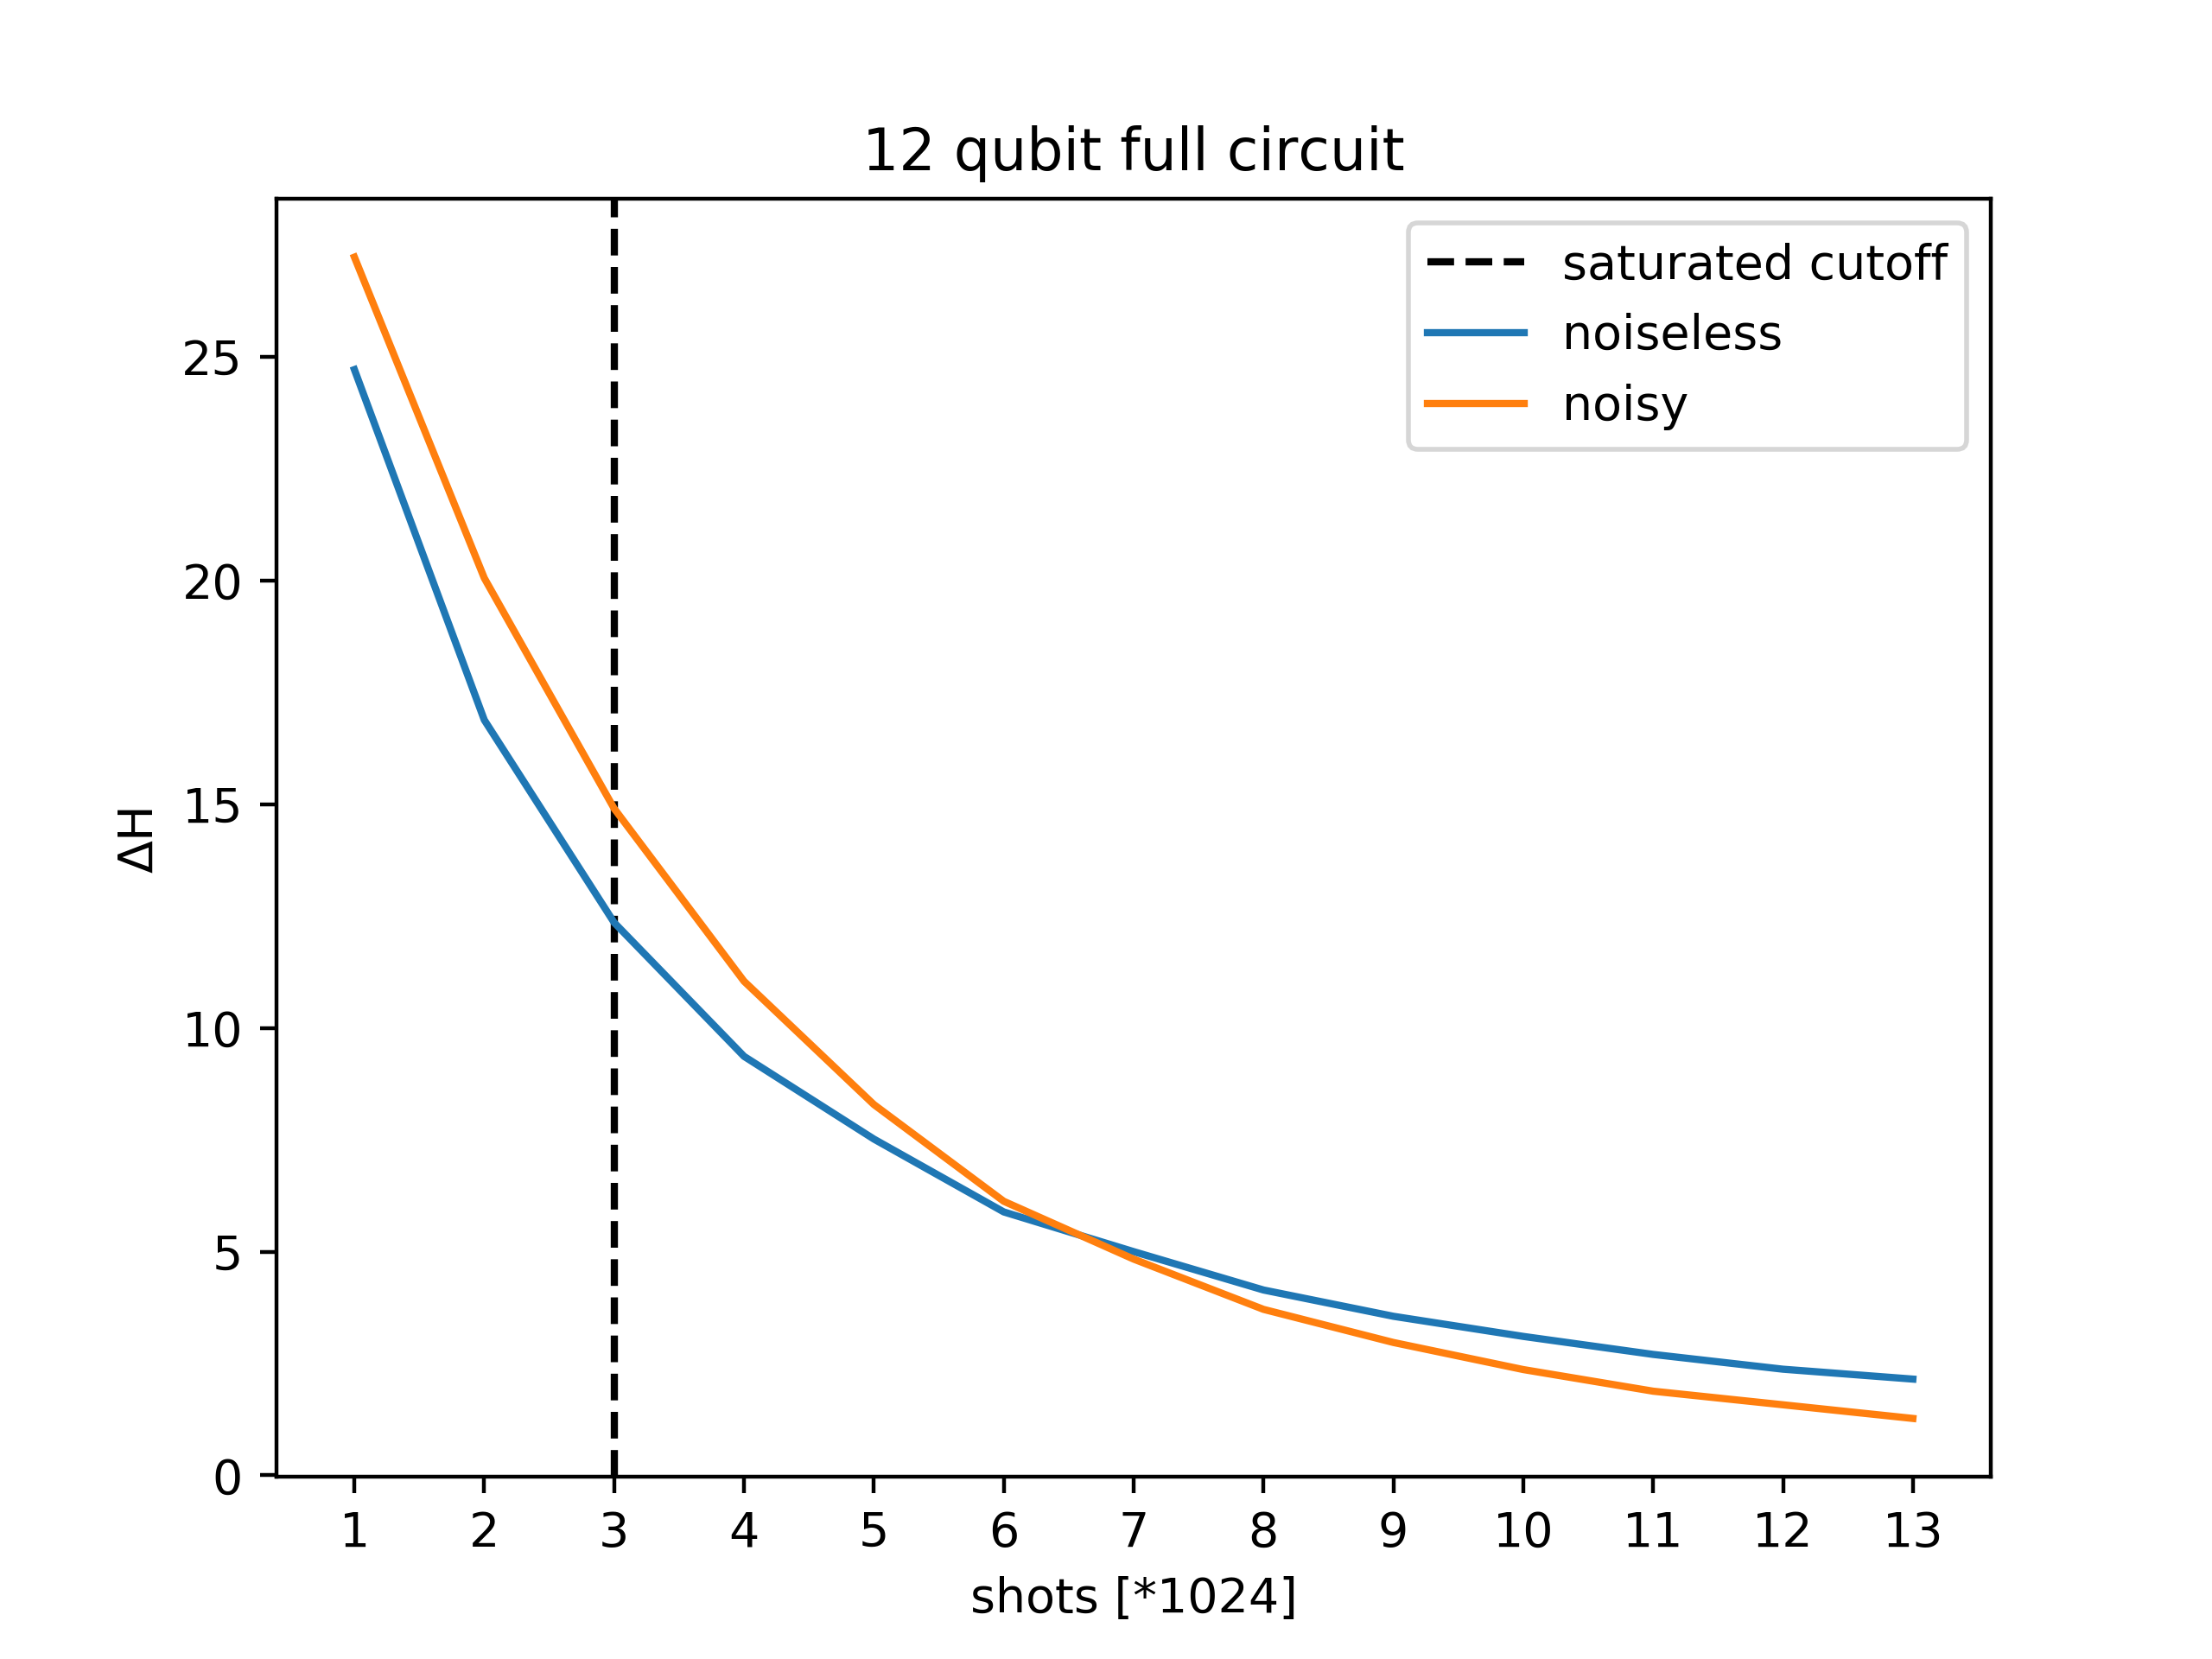 12 qubit full circuit
saturated cutoff
noiseless
noisy
ΔH
25
20
15
10
5
0
1 2 3 4 5 6 7 8 9 10 11 12 13
shots [*1024]